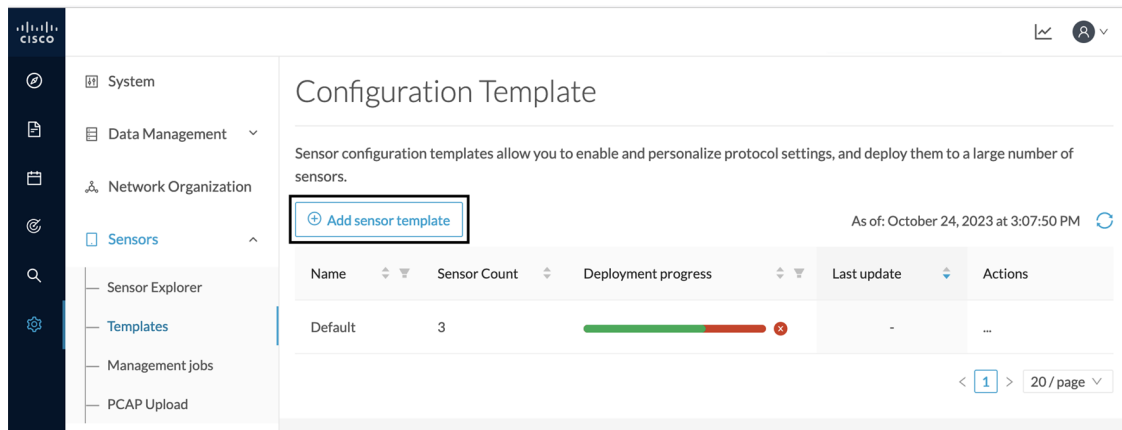 CISCO
System
Data Management
Network Organization
Sensors
Sensor Explorer
Templates
Management jobs
PCAP Upload
Configuration Template
Sensor configuration templates allow you to enable and personalize protocol settings, and deploy them to a large number of
sensors.
Add sensor template
As of: October 24, 2023 at 3:07:50 PM
Name Sensor Count Deployment progress Last update Actions
Default 3 - ...
< 1 > 20 / page